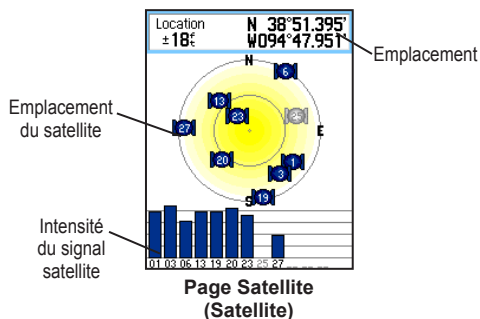 Location
±18ft
N 38°51.395'
W094°47.951'
Emplacement
N
6
13
23
25
Emplacement
du satellite
27
E
20
1
3
S
19
Intensité
du signal
satellite
01 03 06 13 19 20 23 25 27
Page Satellite
(Satellite)